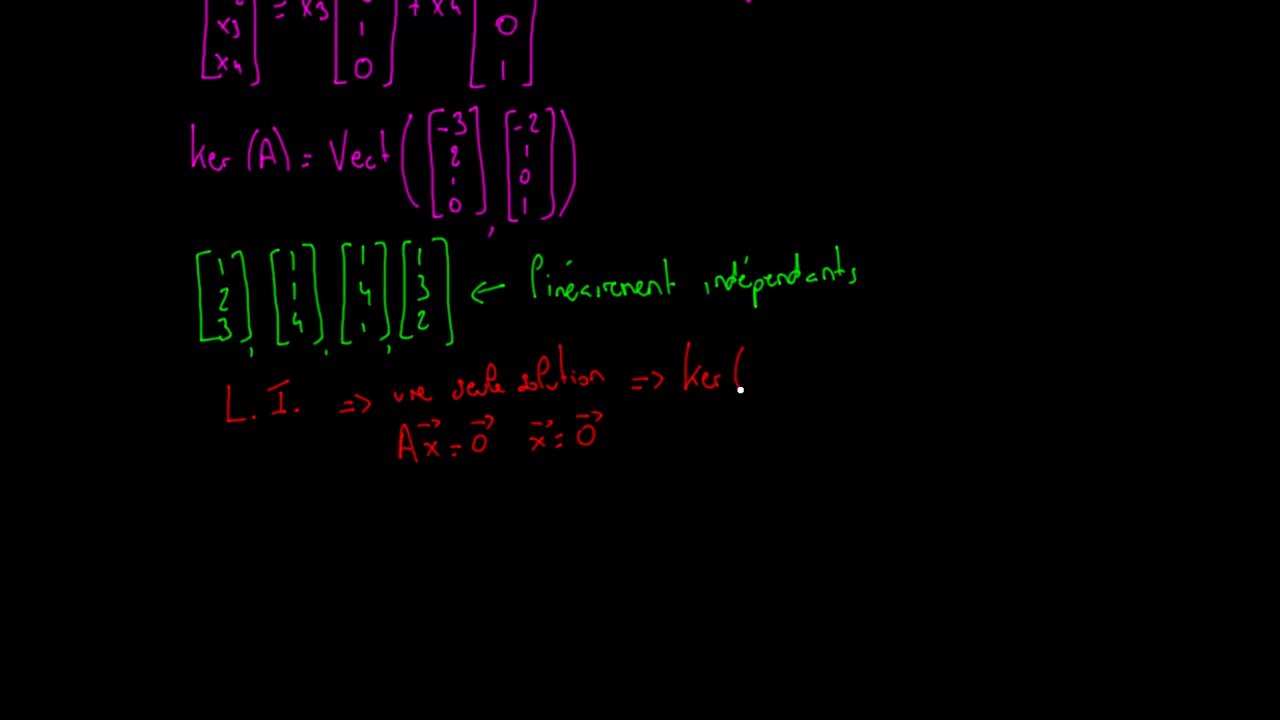 [x3 x4] = x3 [1 0] + x4 [0 1]
ker (A) = Vect ( [-3 2 1 0] , [-2 1 0 1] )
[1 2 3] , [1 1 4] , [1 4 1] , [1 3 2] ← linéairement indépendants
L. I. => une seule solution => ker (
Ax⃗ = 0⃗ x⃗ = 0⃗